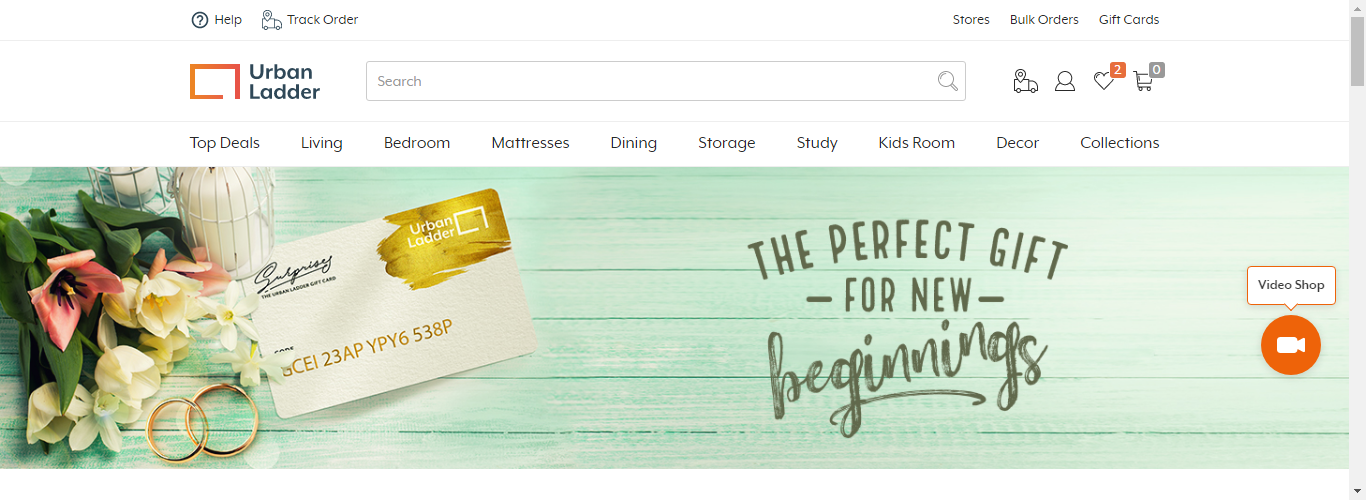 Help
Track Order
Stores
Bulk Orders
Gift Cards
Urban
Ladder
Search
2
0
Top Deals
Living
Bedroom
Mattresses
Dining
Storage
Study
Kids Room
Decor
Collections
Urban
Ladder
Surprises
THE URBAN LADDER GIFT CARD
CODE
GCEI 23AP YPY6 538P
THE PERFECT GIFT
– FOR NEW –
beginnings
Video Shop